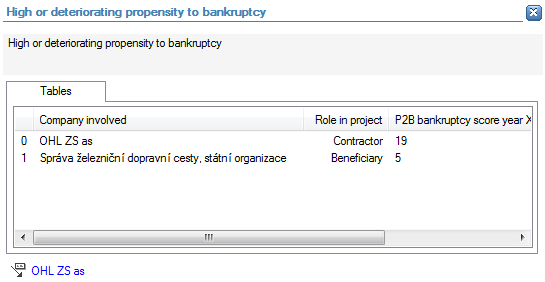 High or deteriorating propensity to bankruptcy
High or deteriorating propensity to bankruptcy
Tables
Company involved Role in project P2B bankruptcy score year X
0 OHL ZS as Contractor 19
1 Správa železniční dopravní cesty, státní organizace Beneficiary 5
OHL ZS as